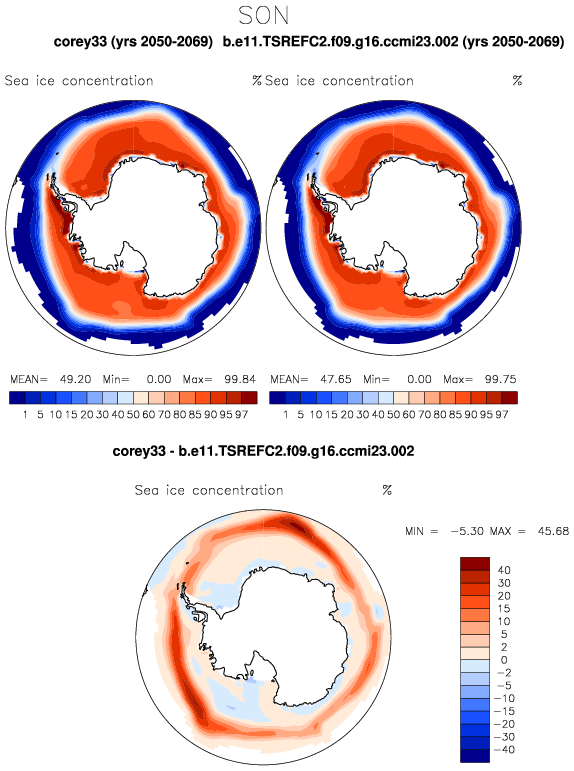 SON
corey33 (yrs 2050-2069) b.e11.TSREFC2.f09.g16.ccmi23.002 (yrs 2050-2069)
Sea ice concentration % Sea ice concentration %
MEAN= 49.20 Min= 0.00 Max= 99.84 MEAN= 47.65 Min= 0.00 Max= 99.75
1 5 10 15 20 30 40 50 60 70 80 85 90 95 97 1 5 10 15 20 30 40 50 60 70 80 85 90 95 97
corey33 - b.e11.TSREFC2.f09.g16.ccmi23.002
Sea ice concentration %
MIN = -5.30 MAX = 45.68
40
30
20
15
10
5
2
0
-2
-5
-10
-15
-20
-30
-40